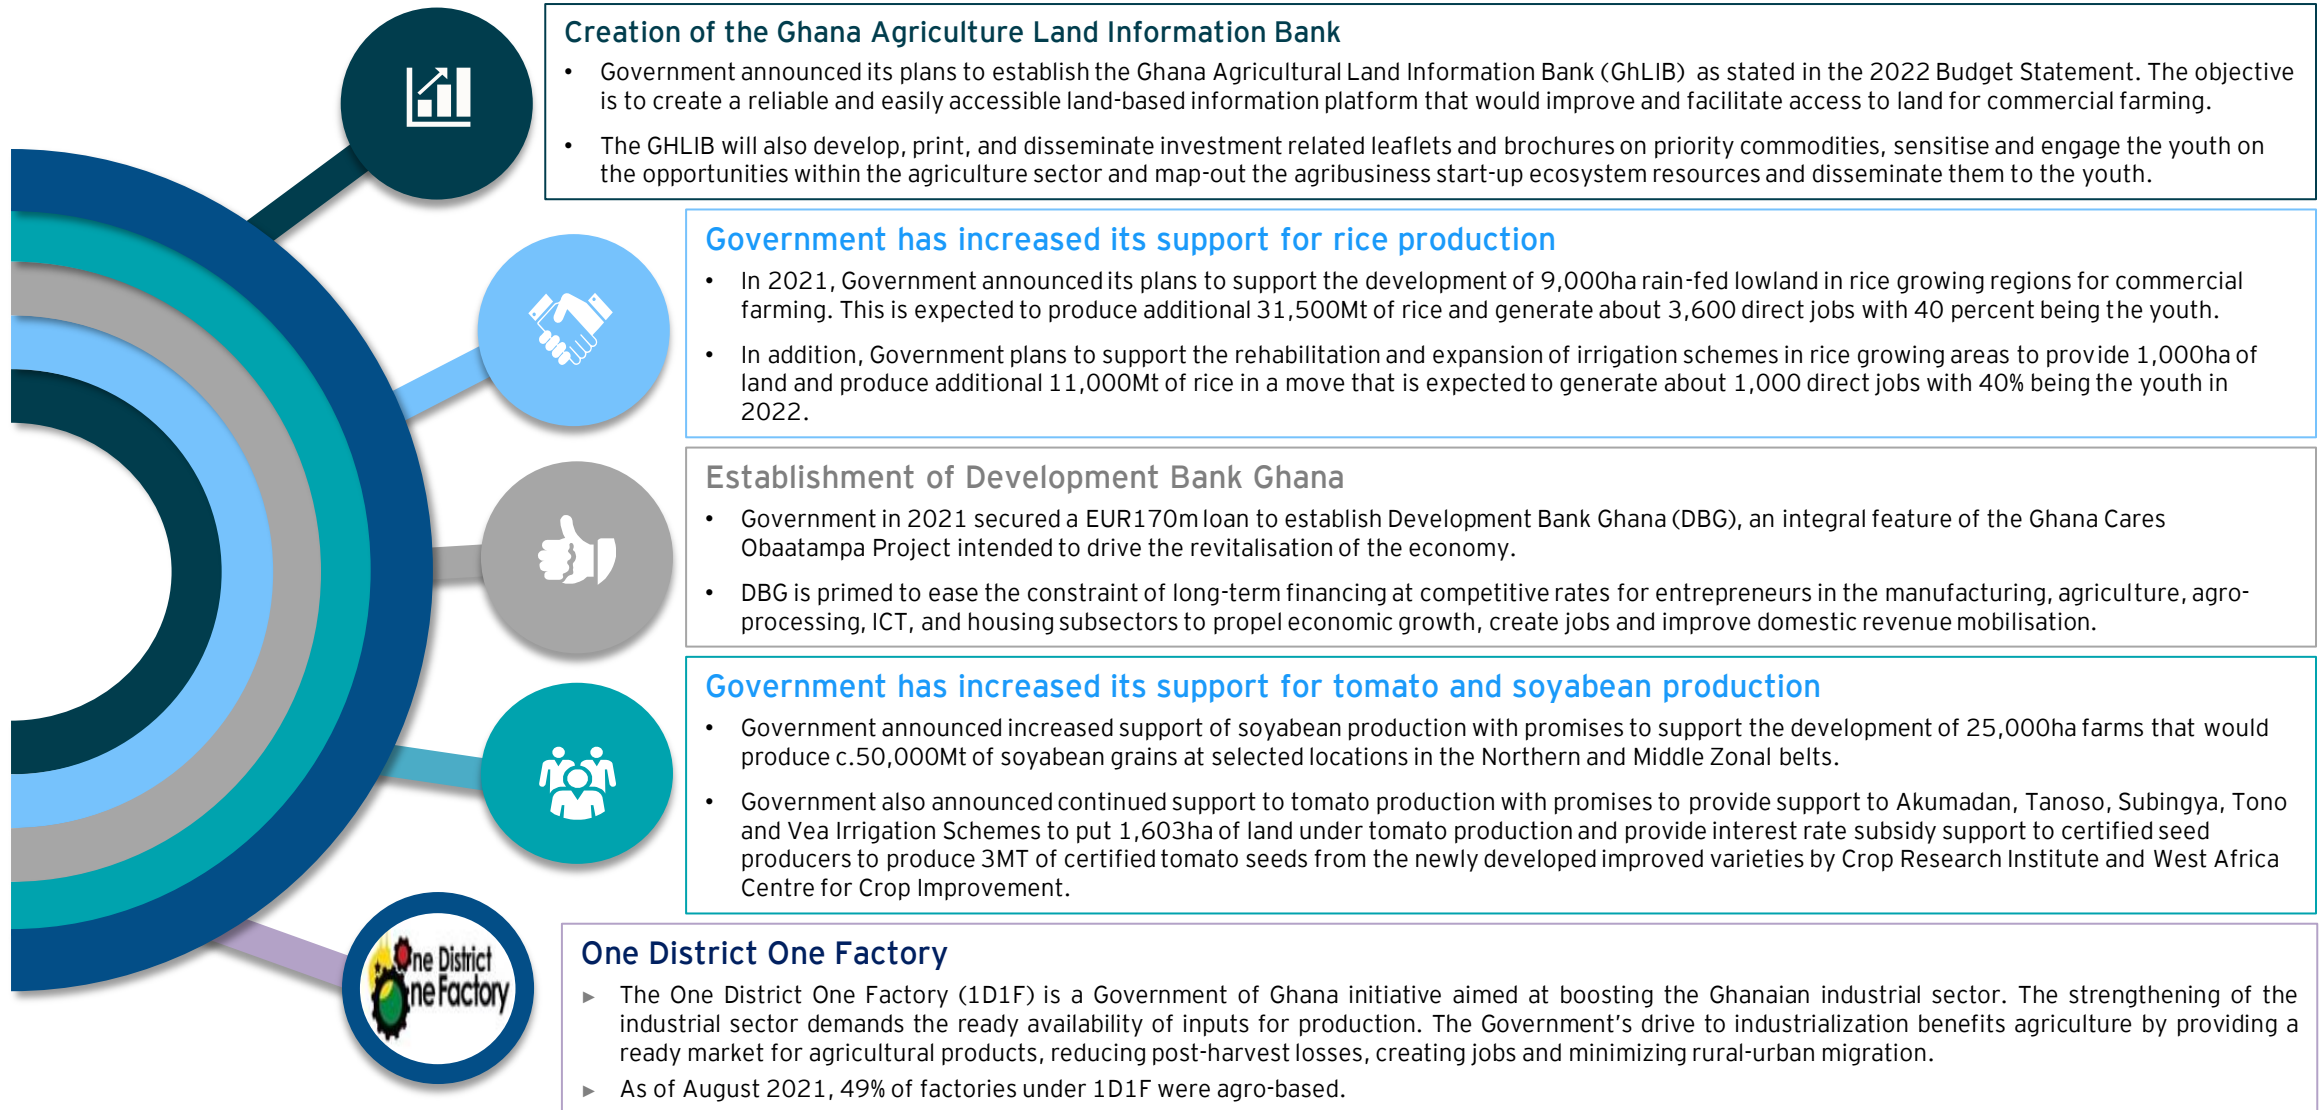 Creation of the Ghana Agriculture Land Information Bank
• Government announced its plans to establish the Ghana Agricultural Land Information Bank (GhLIB) as stated in the 2022 Budget Statement. The objective
is to create a reliable and easily accessible land-based information platform that would improve and facilitate access to land for commercial farming.
• The GHLIB will also develop, print, and disseminate investment related leaflets and brochures on priority commodities, sensitise and engage the youth on
the opportunities within the agriculture sector and map-out the agribusiness start-up ecosystem resources and disseminate them to the youth.
Government has increased its support for rice production
• In 2021, Government announced its plans to support the development of 9,000ha rain-fed lowland in rice growing regions for commercial
farming. This is expected to produce additional 31,500Mt of rice and generate about 3,600 direct jobs with 40 percent being the youth.
• In addition, Government plans to support the rehabilitation and expansion of irrigation schemes in rice growing areas to provide 1,000ha of
land and produce additional 11,000Mt of rice in a move that is expected to generate about 1,000 direct jobs with 40% being the youth in
2022.
Establishment of Development Bank Ghana
• Government in 2021 secured a EUR170m loan to establish Development Bank Ghana (DBG), an integral feature of the Ghana Cares
Obaatampa Project intended to drive the revitalisation of the economy.
• DBG is primed to ease the constraint of long-term financing at competitive rates for entrepreneurs in the manufacturing, agriculture, agro-
processing, ICT, and housing subsectors to propel economic growth, create jobs and improve domestic revenue mobilisation.
Government has increased its support for tomato and soyabean production
• Government announced increased support of soyabean production with promises to support the development of 25,000ha farms that would
produce c.50,000Mt of soyabean grains at selected locations in the Northern and Middle Zonal belts.
• Government also announced continued support to tomato production with promises to provide support to Akumadan, Tanoso, Subingya, Tono
and Vea Irrigation Schemes to put 1,603ha of land under tomato production and provide interest rate subsidy support to certified seed
producers to produce 3MT of certified tomato seeds from the newly developed improved varieties by Crop Research Institute and West Africa
Centre for Crop Improvement.
One District
One Factory
One District One Factory
► The One District One Factory (1D1F) is a Government of Ghana initiative aimed at boosting the Ghanaian industrial sector. The strengthening of the
industrial sector demands the ready availability of inputs for production. The Government's drive to industrialization benefits agriculture by providing a
ready market for agricultural products, reducing post-harvest losses, creating jobs and minimizing rural-urban migration.
► As of August 2021, 49% of factories under 1D1F were agro-based.